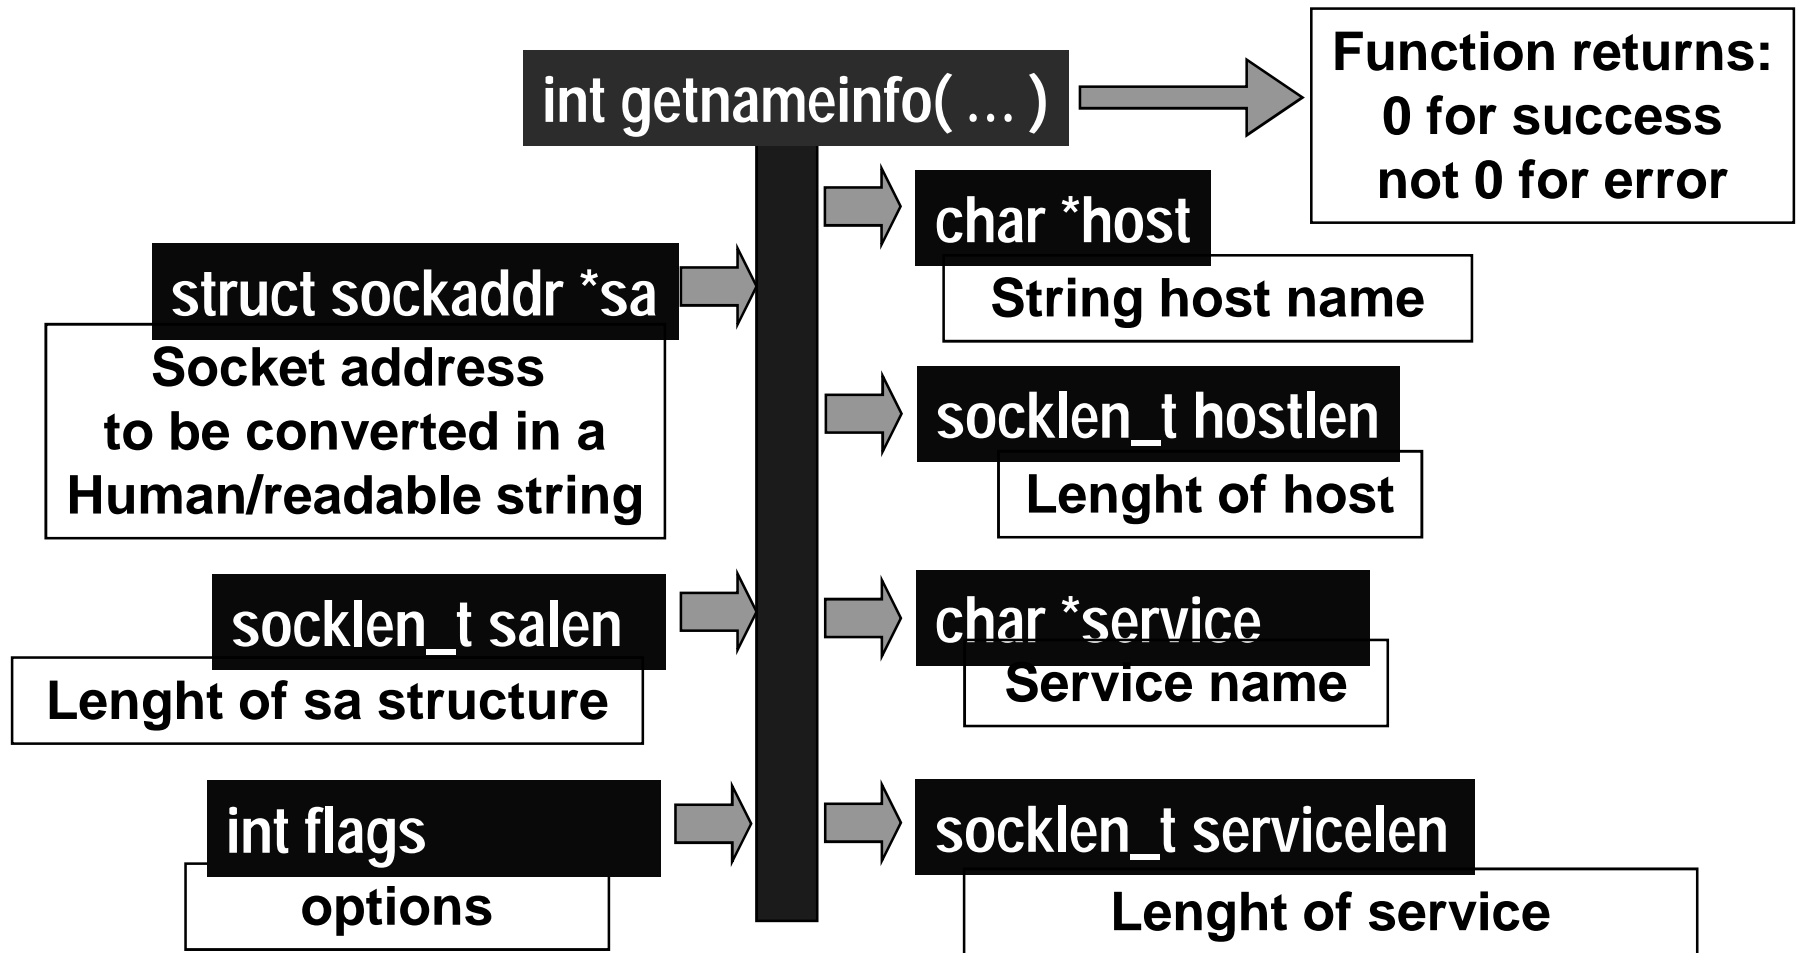 int getnameinfo( ... )
Function returns:
0 for success
not 0 for error
struct sockaddr *sa
Socket address
to be converted in a
Human/readable string
socklen_t salen
Lenght of sa structure
int flags
options
char *host
String host name
socklen_t hostlen
Lenght of host
char *service
Service name
socklen_t servicelen
Lenght of service